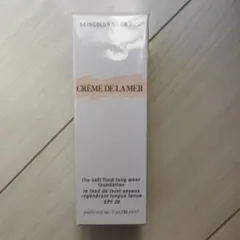 CRÈME DE LA MER
the soft fluid long wear
foundation
le fond de teint soyeux
régénérant longue tenue
SPF 20